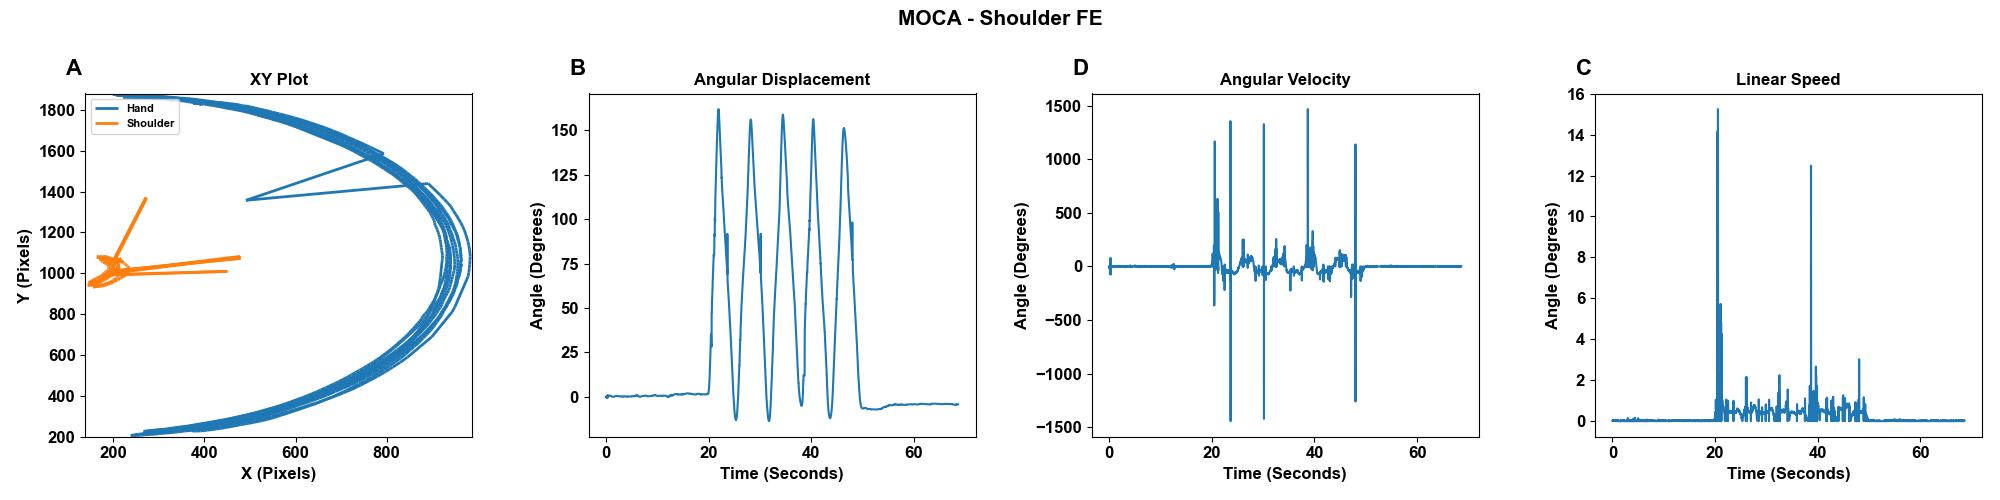 MOCA - Shoulder FE
A
XY Plot
Hand
Shoulder
1800
1600
1400
1200
1000
800
600
400
200
Y (Pixels)
200 400 600 800
X (Pixels)
B
Angular Displacement
150
125
100
75
50
25
0
Angle (Degrees)
0 20 40 60
Time (Seconds)
D
Angular Velocity
1500
1000
500
0
−500
−1000
−1500
Angle (Degrees)
0 20 40 60
Time (Seconds)
C
Linear Speed
16
14
12
10
8
6
4
2
0
Angle (Degrees)
0 20 40 60
Time (Seconds)